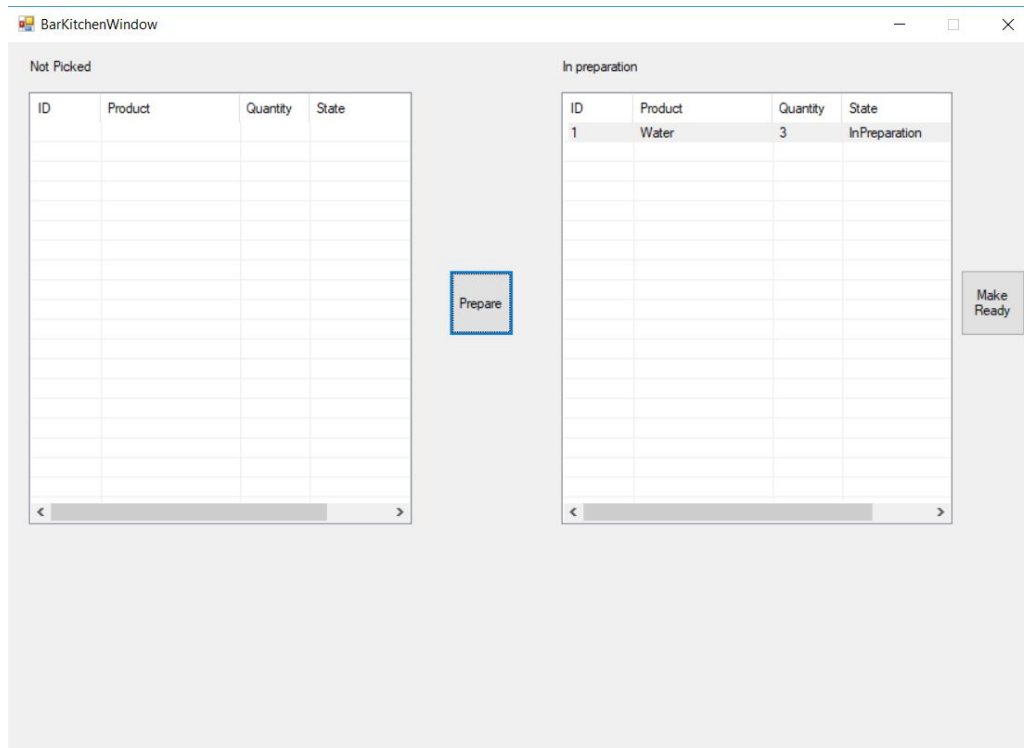 BarKitchenWindow
Not Picked
ID Product Quantity State
Prepare
In preparation
ID Product Quantity State
1 Water 3 InPreparation
Make
Ready